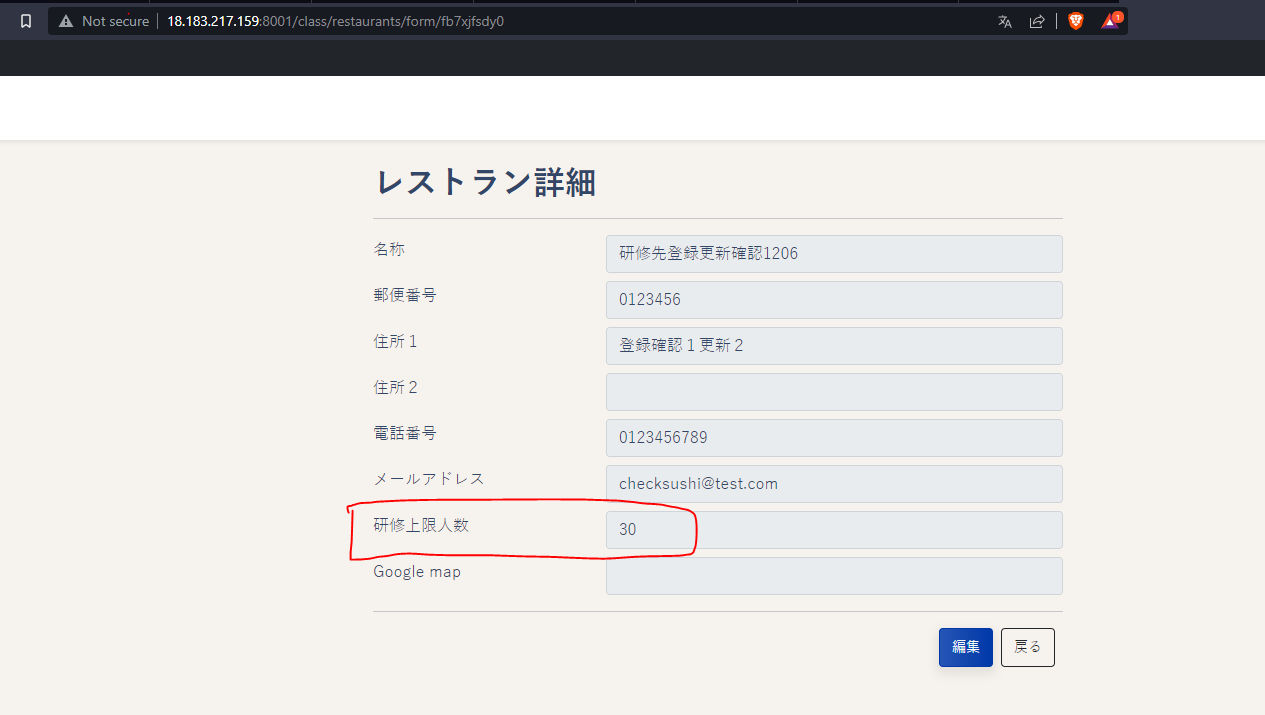 Not secure 18.183.217.159:8001/class/restaurants/form/fb7xjfsdy0 1
レストラン詳細
名称 研修先登録更新確認1206
郵便番号 0123456
住所１ 登録確認１更新２
住所２
電話番号 0123456789
メールアドレス checksushi@test.com
研修上限人数 30
Google map
編集 戻る